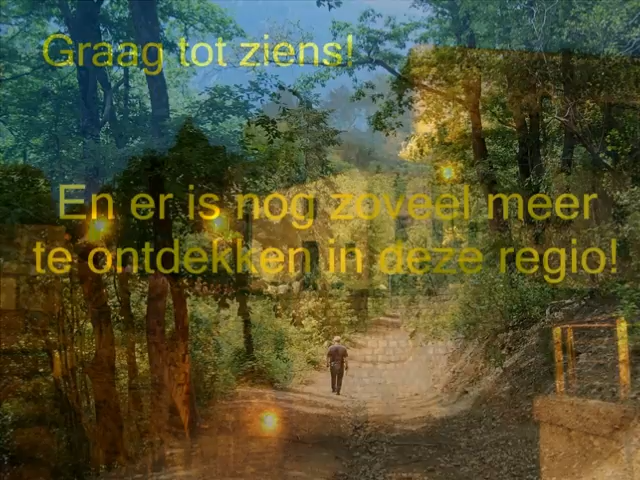 Graag tot ziens!
En er is nog zoveel meer
te ontdekken in deze regio!